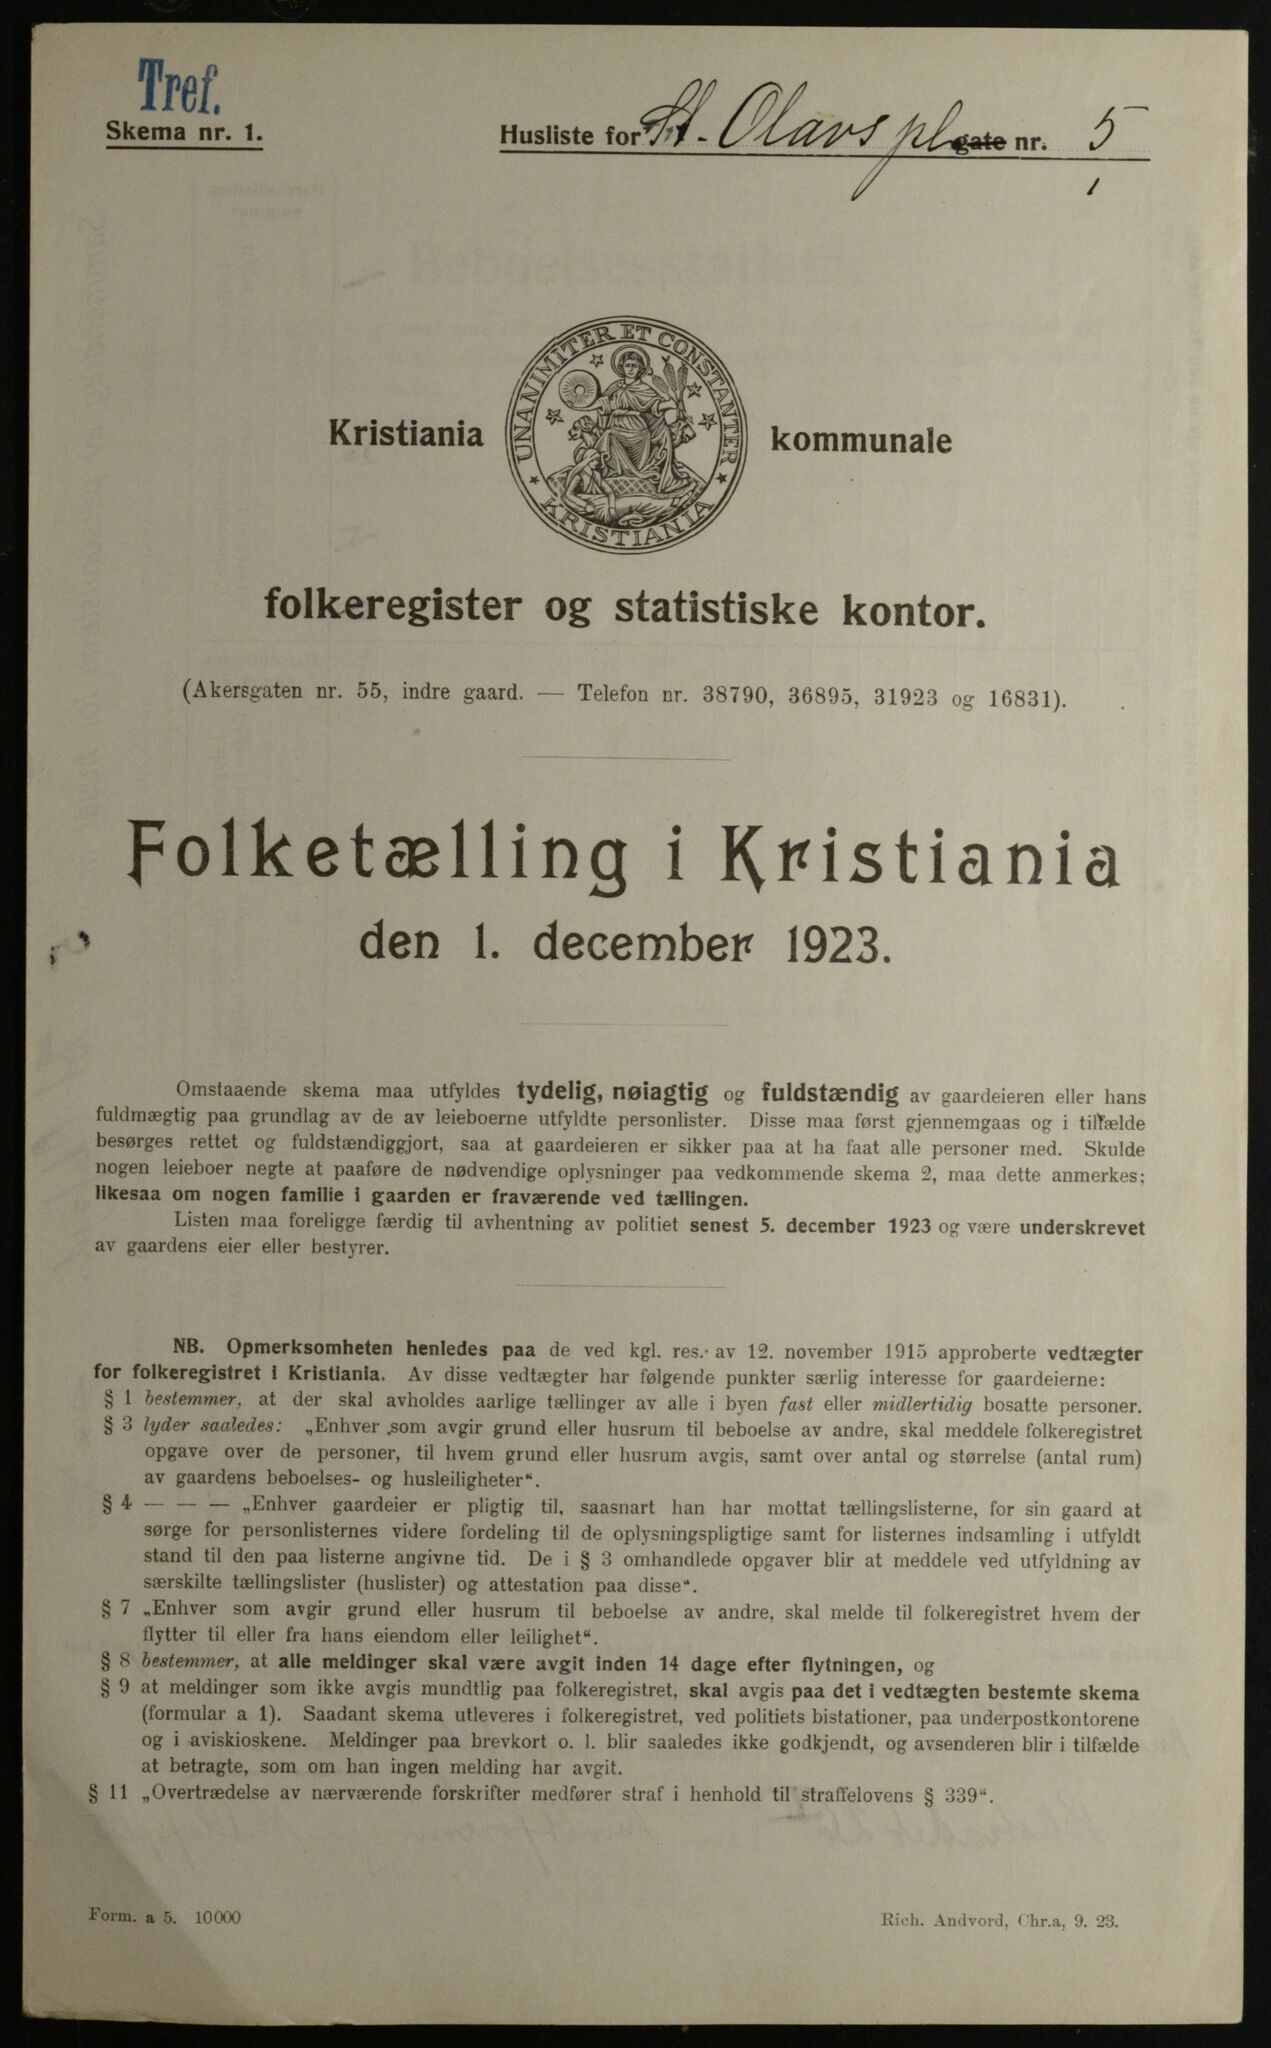 Tref.
Skema nr. 1.
Husliste for St. Olavs pl gate nr. 5
1
UNANIMITER ET CONSTANTER
KRISTIANIA
Kristiania kommunale
folkeregister og statistiske kontor.
(Akersgaten nr. 55, indre gaard. — Telefon nr. 38790, 36895, 31923 og 16831).
Folketælling i Kristiania
den 1. december 1923.
Omstaaende skema maa utfyldes tydelig, nøiagtig og fuldstændig av gaardeieren eller hans
fuldmægtig paa grundlag av de av leieboerne utfyldte personlister. Disse maa først gjennemgaas og i tilfælde
besørges rettet og fuldstændiggjort, saa at gaardeieren er sikker paa at ha faat alle personer med. Skulde
nogen leieboer negte at paaføre de nødvendige oplysninger paa vedkommende skema 2, maa dette anmerkes;
likesaa om nogen familie i gaarden er fraværende ved tællingen.
Listen maa foreligge færdig til avhentning av politiet senest 5. december 1923 og være underskrevet
av gaardens eier eller bestyrer.
NB. Opmerksomheten henledes paa de ved kgl. res. av 12. november 1915 approberte vedtægter
for folkeregistret i Kristiania. Av disse vedtægter har følgende punkter særlig interesse for gaardeierne:
§ 1 bestemmer, at der skal avholdes aarlige tællinger av alle i byen fast eller midlertidig bosatte personer.
§ 3 lyder saaledes: „Enhver som avgir grund eller husrum til beboelse av andre, skal meddele folkeregistret
opgave over de personer, til hvem grund eller husrum avgis, samt over antal og størrelse (antal rum)
av gaardens beboelses- og husleiligheter“.
§ 4 — — — „Enhver gaardeier er pligtig til, saasnart han har mottat tællingslisterne, for sin gaard at
sørge for personlisternes videre fordeling til de oplysningspligtige samt for listernes indsamling i utfyldt
stand til den paa listerne angivne tid. De i § 3 omhandlede opgaver blir at meddele ved utfyldning av
særskilte tællingslister (huslister) og attestation paa disse“.
§ 7 „Enhver som avgir grund eller husrum til beboelse av andre, skal melde til folkeregistret hvem der
flytter til eller fra hans eiendom eller leilighet“.
§ 8 bestemmer, at alle meldinger skal være avgit inden 14 dage efter flytningen, og
§ 9 at meldinger som ikke avgis mundtlig paa folkeregistret, skal avgis paa det i vedtægten bestemte skema
(formular a 1). Saadant skema utleveres i folkeregistret, ved politiets bistationer, paa underpostkontorene
og i aviskioskene. Meldinger paa brevkort o. l. blir saaledes ikke godkjendt, og avsenderen blir i tilfælde
at betragte, som om han ingen melding har avgit.
§ 11 „Overtrædelse av nærværende forskrifter medfører straf i henhold til straffelovens § 339“.
Form. a 5. 10000
Rich. Andvord, Chr.a, 9. 23.